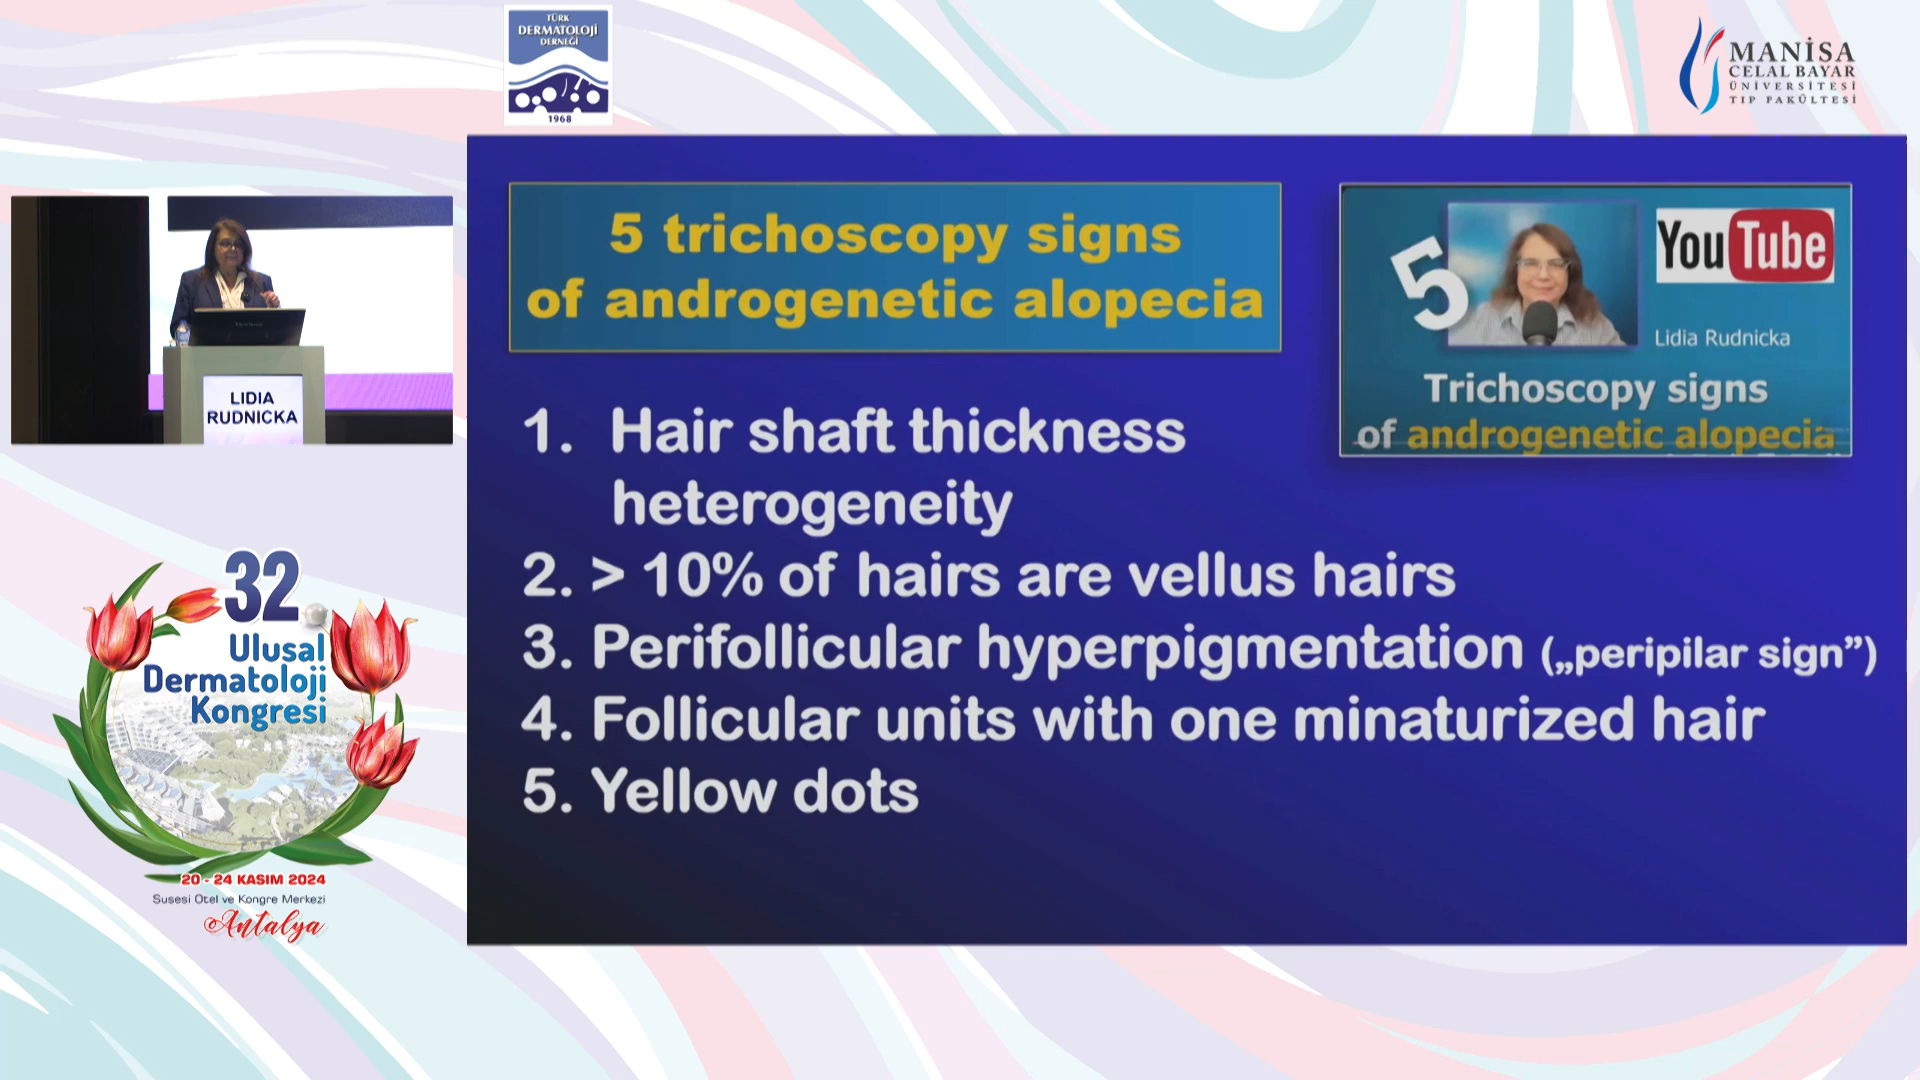 TÜRK
DERMATOLOJİ
DERNEĞİ
1968
MANİSA
CELAL BAYAR
ÜNİVERSİTESİ
TIP FAKÜLTESİ
LIDIA
RUDNICKA
5 trichoscopy signs
of androgenetic alopecia
5
YouTube
Lidia Rudnicka
Trichoscopy signs
of androgenetic alopecia
1. Hair shaft thickness
heterogeneity
2. > 10% of hairs are vellus hairs
3. Perifollicular hyperpigmentation („peripilar sign”)
4. Follicular units with one minaturized hair
5. Yellow dots
32.
Ulusal
Dermatoloji
Kongresi
20 - 24 KASIM 2024
Susesi Otel ve Kongre Merkezi
Antalya